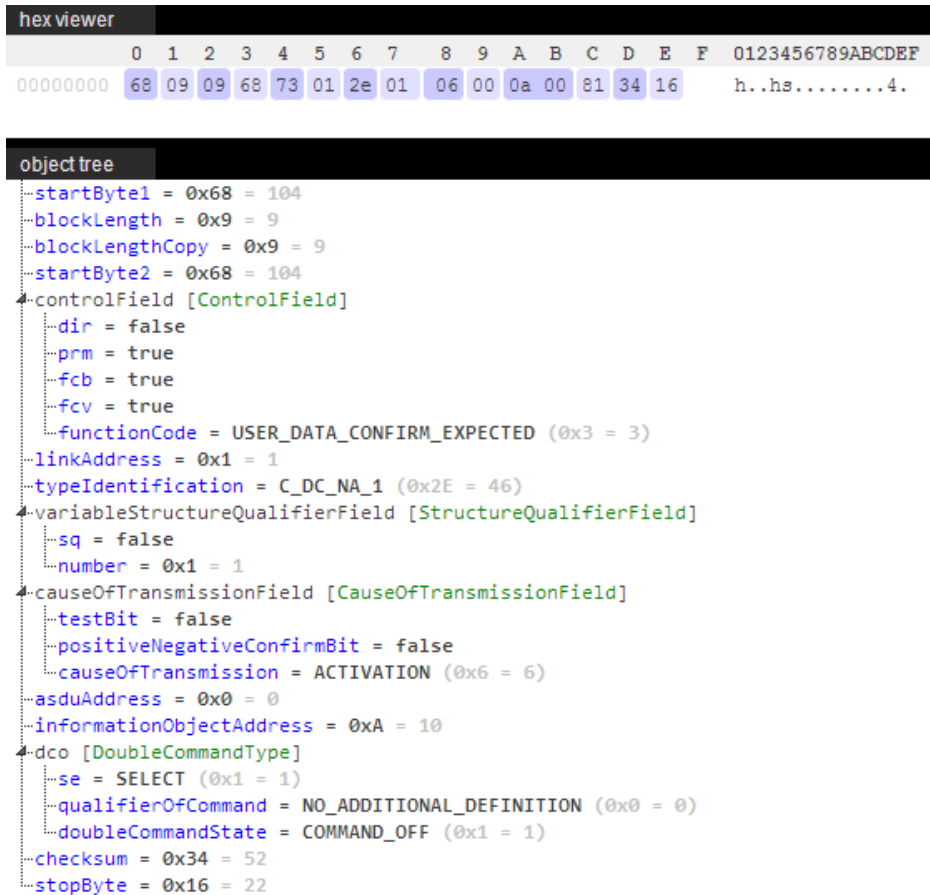 hex viewer
0 1 2 3 4 5 6 7 8 9 A B C D E F 0123456789ABCDEF
00000000 68 09 09 68 73 01 2e 01 06 00 0a 00 81 34 16 h..hs........4.
object tree
startByte1 = 0x68 = 104
blockLength = 0x9 = 9
blockLengthCopy = 0x9 = 9
startByte2 = 0x68 = 104
controlField [ControlField]
dir = false
prm = true
fcb = true
fcv = true
functionCode = USER_DATA_CONFIRM_EXPECTED (0x3 = 3)
linkAddress = 0x1 = 1
typeIdentification = C_DC_NA_1 (0x2E = 46)
variableStructureQualifierField [StructureQualifierField]
sq = false
number = 0x1 = 1
causeOfTransmissionField [CauseOfTransmissionField]
testBit = false
positiveNegativeConfirmBit = false
causeOfTransmission = ACTIVATION (0x6 = 6)
asduAddress = 0x0 = 0
informationObjectAddress = 0xA = 10
dco [DoubleCommandType]
se = SELECT (0x1 = 1)
qualifierOfCommand = NO_ADDITIONAL_DEFINITION (0x0 = 0)
doubleCommandState = COMMAND_OFF (0x1 = 1)
checksum = 0x34 = 52
stopByte = 0x16 = 22